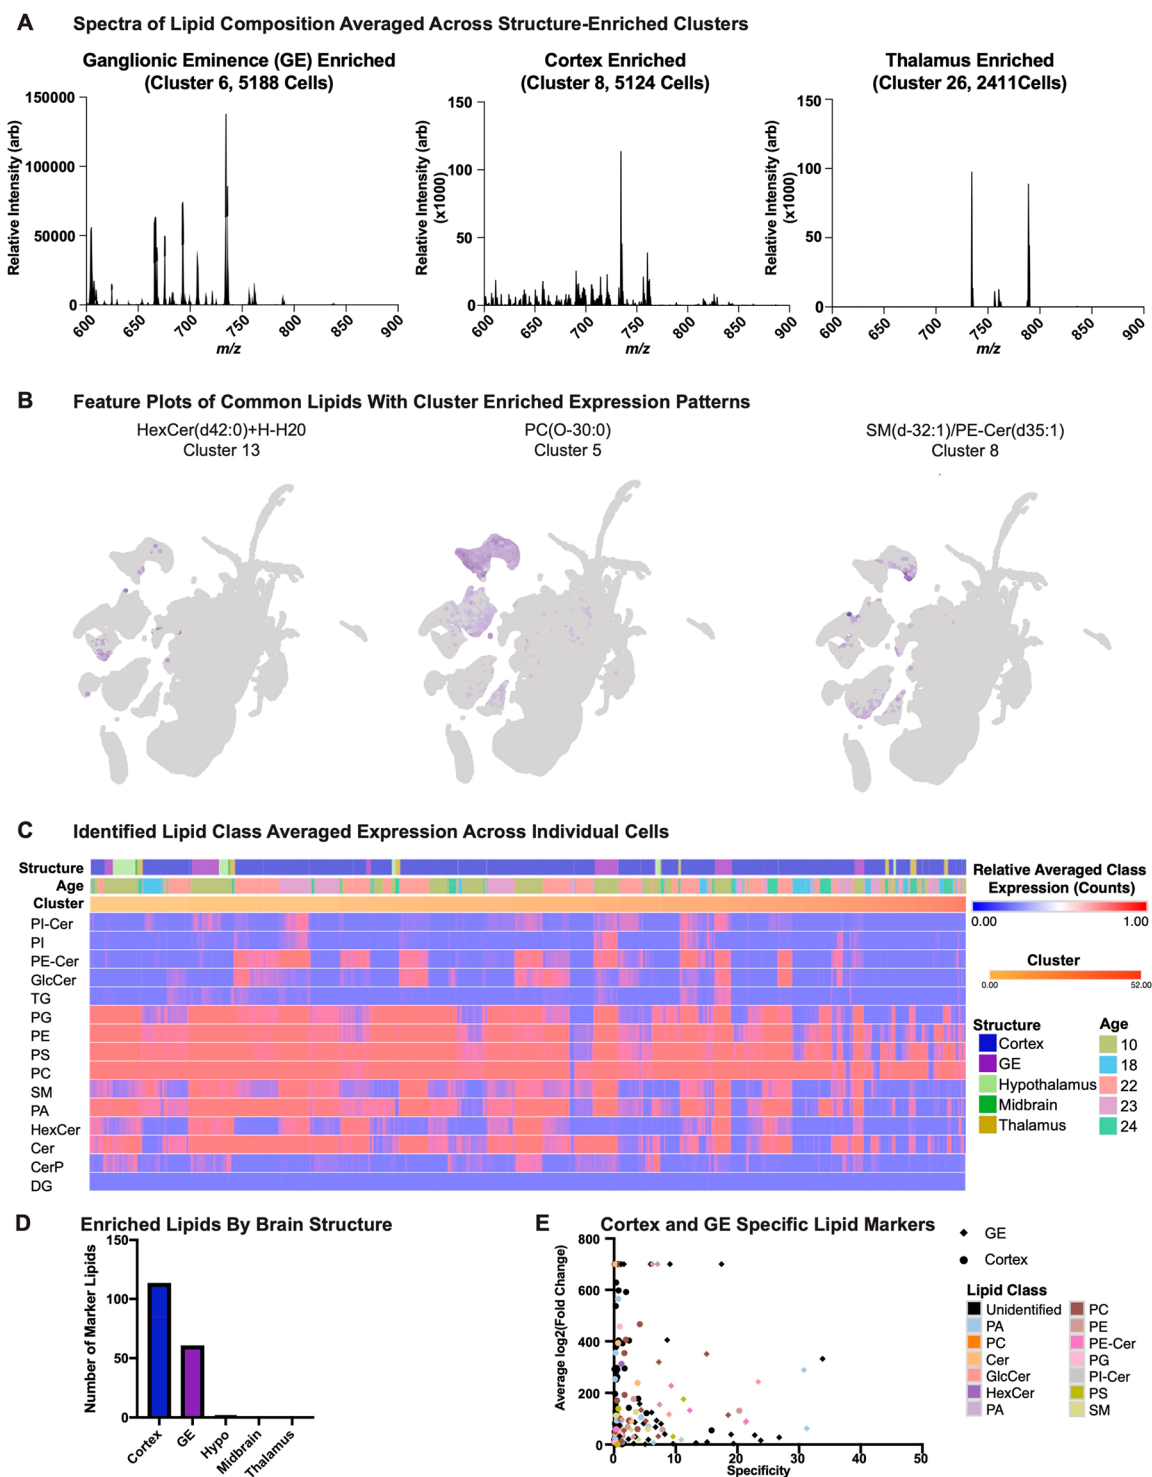 A Spectra of Lipid Composition Averaged Across Structure-Enriched Clusters
Ganglionic Eminence (GE) Enriched
(Cluster 6, 5188 Cells)
Relative Intensity (arb)
150000
100000
50000
0
600 650 700 750 800 850 900
m/z
Cortex Enriched
(Cluster 8, 5124 Cells)
Relative Intensity (arb)
(x1000)
150
100
50
0
600 650 700 750 800 850 900
m/z
Thalamus Enriched
(Cluster 26, 2411Cells)
Relative Intensity (arb)
(x1000)
150
100
50
0
600 650 700 750 800 850 900
m/z
B Feature Plots of Common Lipids With Cluster Enriched Expression Patterns
HexCer(d42:0)+H-H20
Cluster 13
PC(O-30:0)
Cluster 5
SM(d-32:1)/PE-Cer(d35:1)
Cluster 8
C Identified Lipid Class Averaged Expression Across Individual Cells
Structure
Age
Cluster
PI-Cer
PI
PE-Cer
GlcCer
TG
PG
PE
PS
PC
SM
PA
HexCer
Cer
CerP
DG
Relative Averaged Class
Expression (Counts)
0.00 1.00
Cluster
0.00 52.00
Structure
Cortex
GE
Hypothalamus
Midbrain
Thalamus
Age
10
18
22
23
24
D Enriched Lipids By Brain Structure
Number of Marker Lipids
150
100
50
0
Cortex GE Hypo Midbrain Thalamus
E Cortex and GE Specific Lipid Markers
Average log2(Fold Change)
800
600
400
200
0
0 10 20 30 40 50
Specificity
GE
Cortex
Lipid Class
Unidentified
PA
PC
Cer
GlcCer
HexCer
PA
PC
PE
PE-Cer
PG
PI-Cer
PS
SM